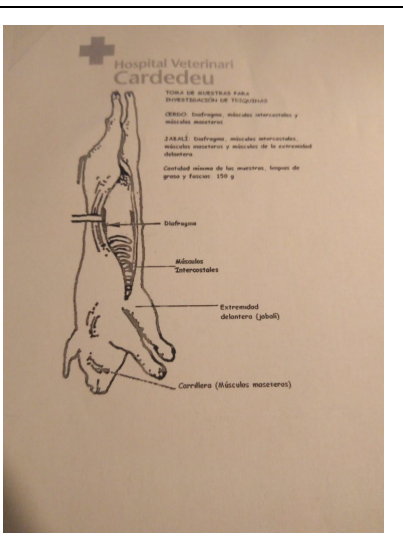 Hospital Veterinari
Cardedeu
TOMA DE MUESTRAS PARA
INVESTIGACIÓN DE TRIQUINAS
CERDO: Diafragma, músculos intercostales y
músculos maseteros
JABALÍ: Diafragma, músculos intercostales,
músculos maseteros y músculos de la extremidad
delantera.
Cantidad mínima de las muestras, limpias de
grasa y fascias 150 g
Diafragma
Músculos
Intercostales
Extremidad
delantera (jabalí)
Carrillera (Músculos maseteros)